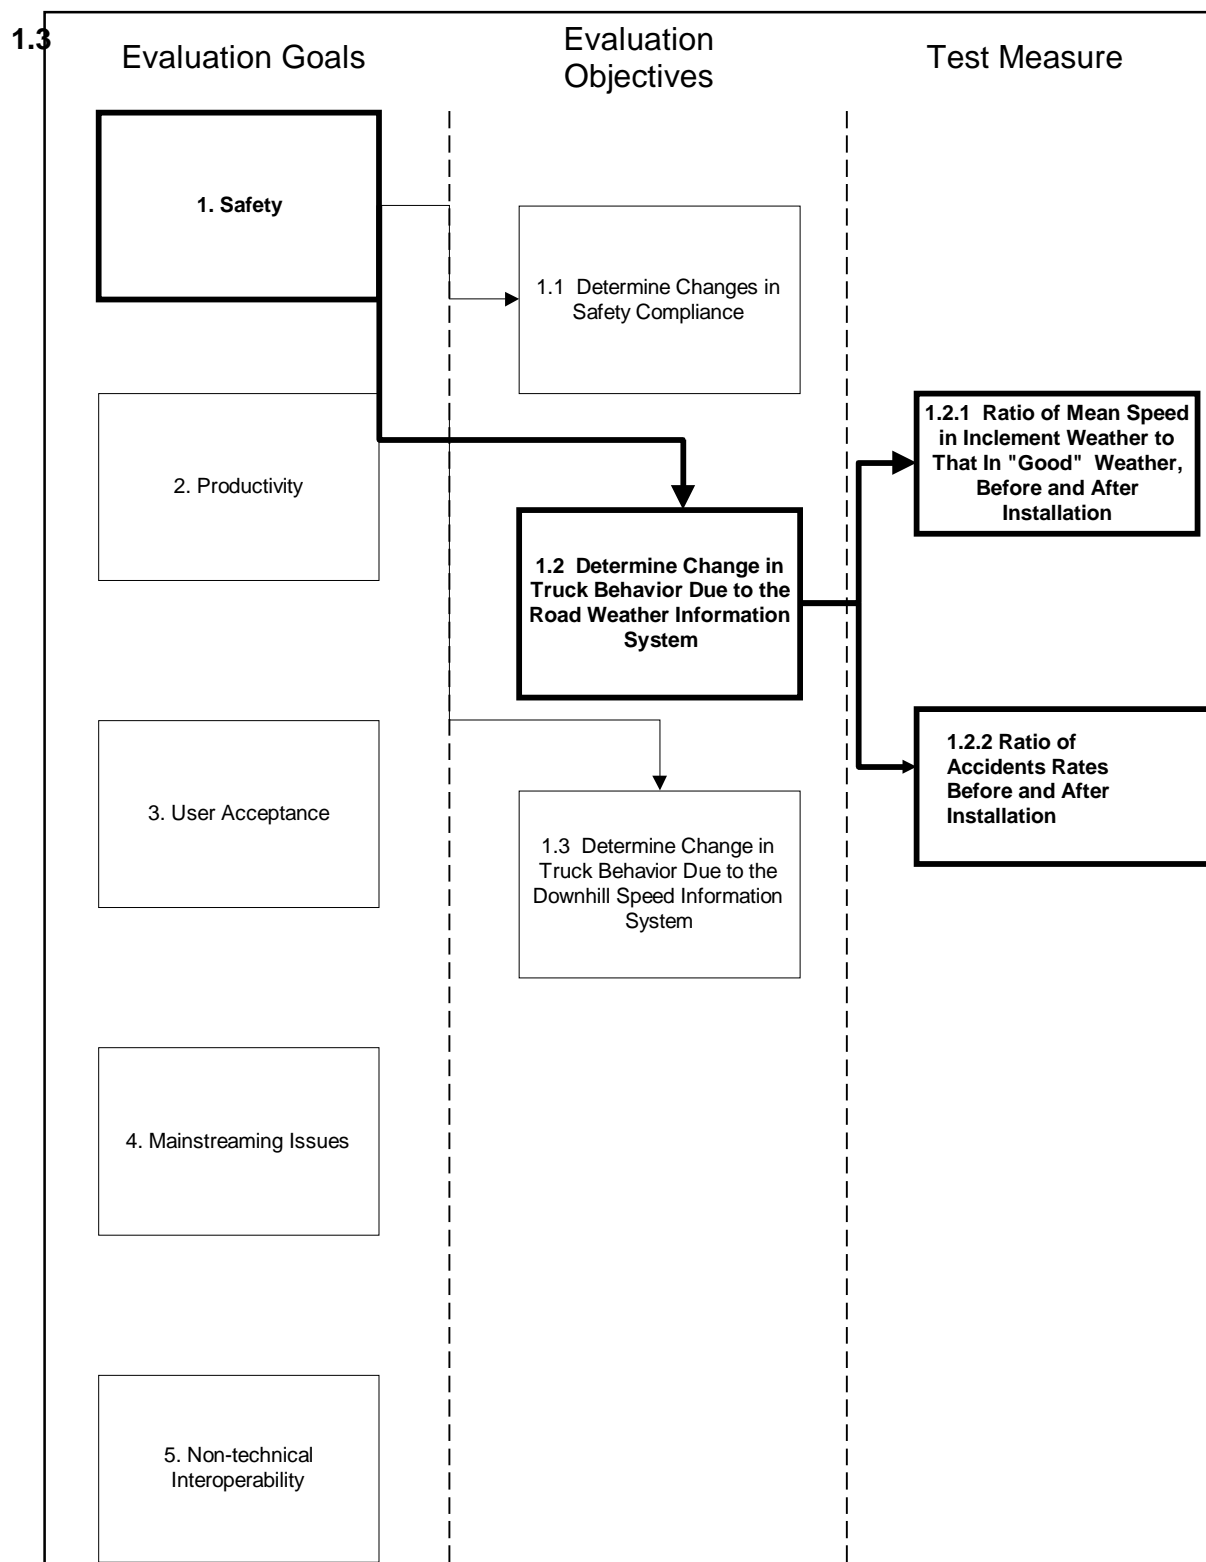 1.3
Evaluation Goals
Evaluation
Objectives
Test Measure
1. Safety
1.1 Determine Changes in
Safety Compliance
2. Productivity
1.2.1 Ratio of Mean Speed
in Inclement Weather to
That In "Good" Weather,
Before and After
Installation
1.2 Determine Change in
Truck Behavior Due to the
Road Weather Information
System
3. User Acceptance
1.2.2 Ratio of
Accidents Rates
Before and After
Installation
1.3 Determine Change in
Truck Behavior Due to the
Downhill Speed Information
System
4. Mainstreaming Issues
5. Non-technical
Interoperability